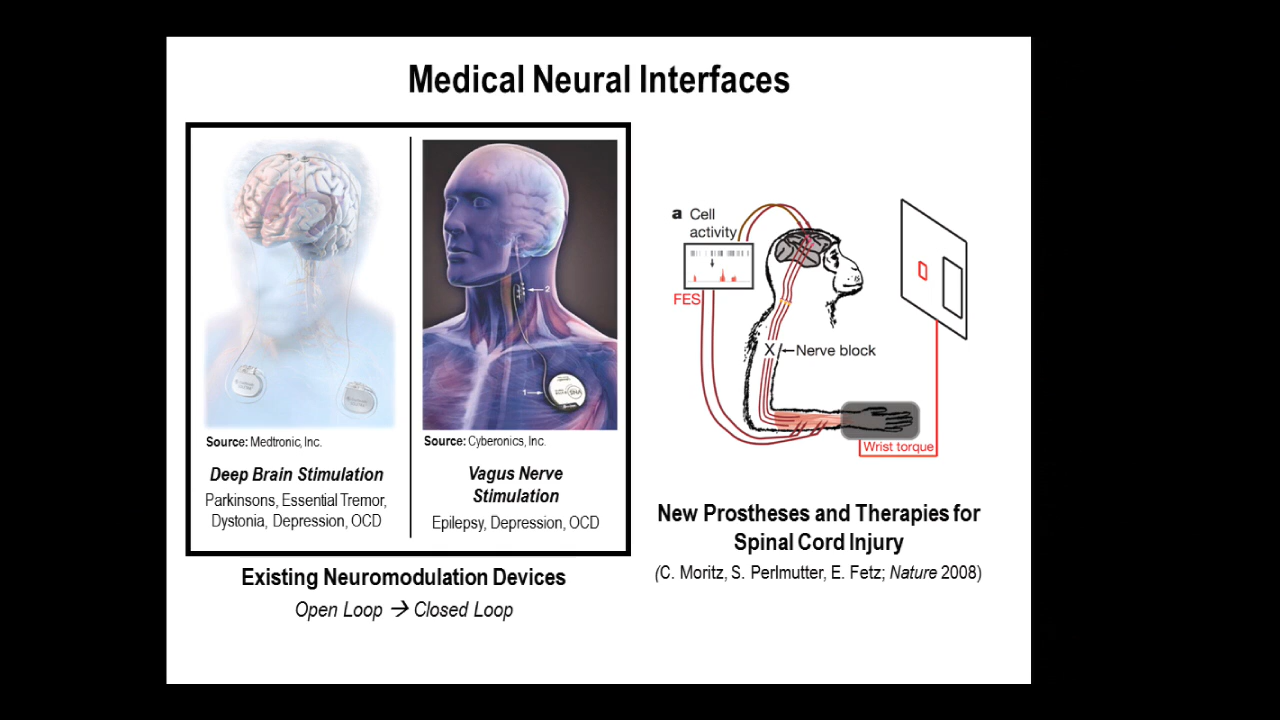 Medical Neural Interfaces
2
1
Source: Medtronic, Inc.
Source: Cyberonics, Inc.
Deep Brain Stimulation
Parkinsons, Essential Tremor,
Dystonia, Depression, OCD
Vagus Nerve
Stimulation
Epilepsy, Depression, OCD
Existing Neuromodulation Devices
Open Loop → Closed Loop
a Cell
activity
FES
X
Nerve block
Wrist torque
New Prostheses and Therapies for
Spinal Cord Injury
(C. Moritz, S. Perlmutter, E. Fetz; Nature 2008)